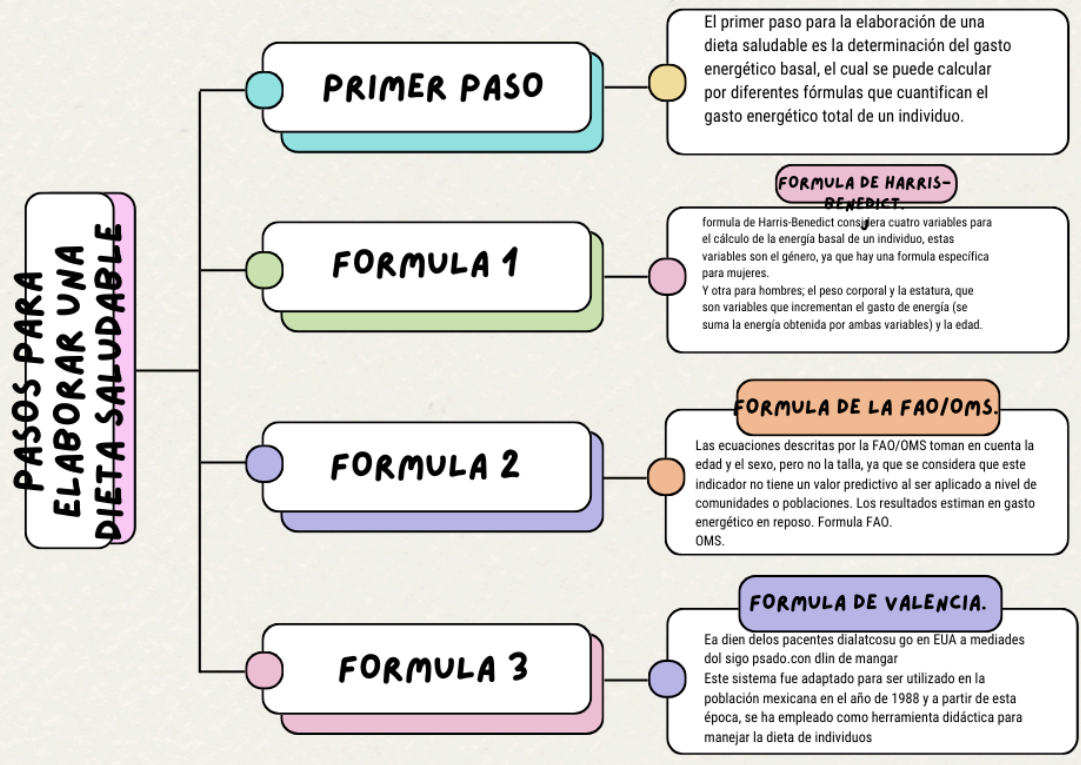 PASOS PARA
ELABORAR UNA
DIETA SALUDABLE
PRIMER PASO
El primer paso para la elaboración de una
dieta saludable es la determinación del gasto
energético basal, el cual se puede calcular
por diferentes fórmulas que cuantifican el
gasto energético total de un individuo.
FORMULA 1
FORMULA DE HARRIS-
BENEDICT.
formula de Harris-Benedict considera cuatro variables para
el cálculo de la energía basal de un individuo, estas
variables son el género, ya que hay una formula específica
para mujeres.
Y otra para hombres; el peso corporal y la estatura, que
son variables que incrementan el gasto de energía (se
suma la energía obtenida por ambas variables) y la edad.
FORMULA 2
FORMULA DE LA FAO/OMS.
Las ecuaciones descritas por la FAO/OMS toman en cuenta la
edad y el sexo, pero no la talla, ya que se considera que este
indicador no tiene un valor predictivo al ser aplicado a nivel de
comunidades o poblaciones. Los resultados estiman en gasto
energético en reposo. Formula FAO.
OMS.
FORMULA 3
FORMULA DE VALENCIA.
Ea dien delos pacentes dialatcosu go en EUA a mediades
dol sigo psado.con dlin de mangar
Este sistema fue adaptado para ser utilizado en la
población mexicana en el año de 1988 y a partir de esta
época, se ha empleado como herramienta didáctica para
manejar la dieta de individuos